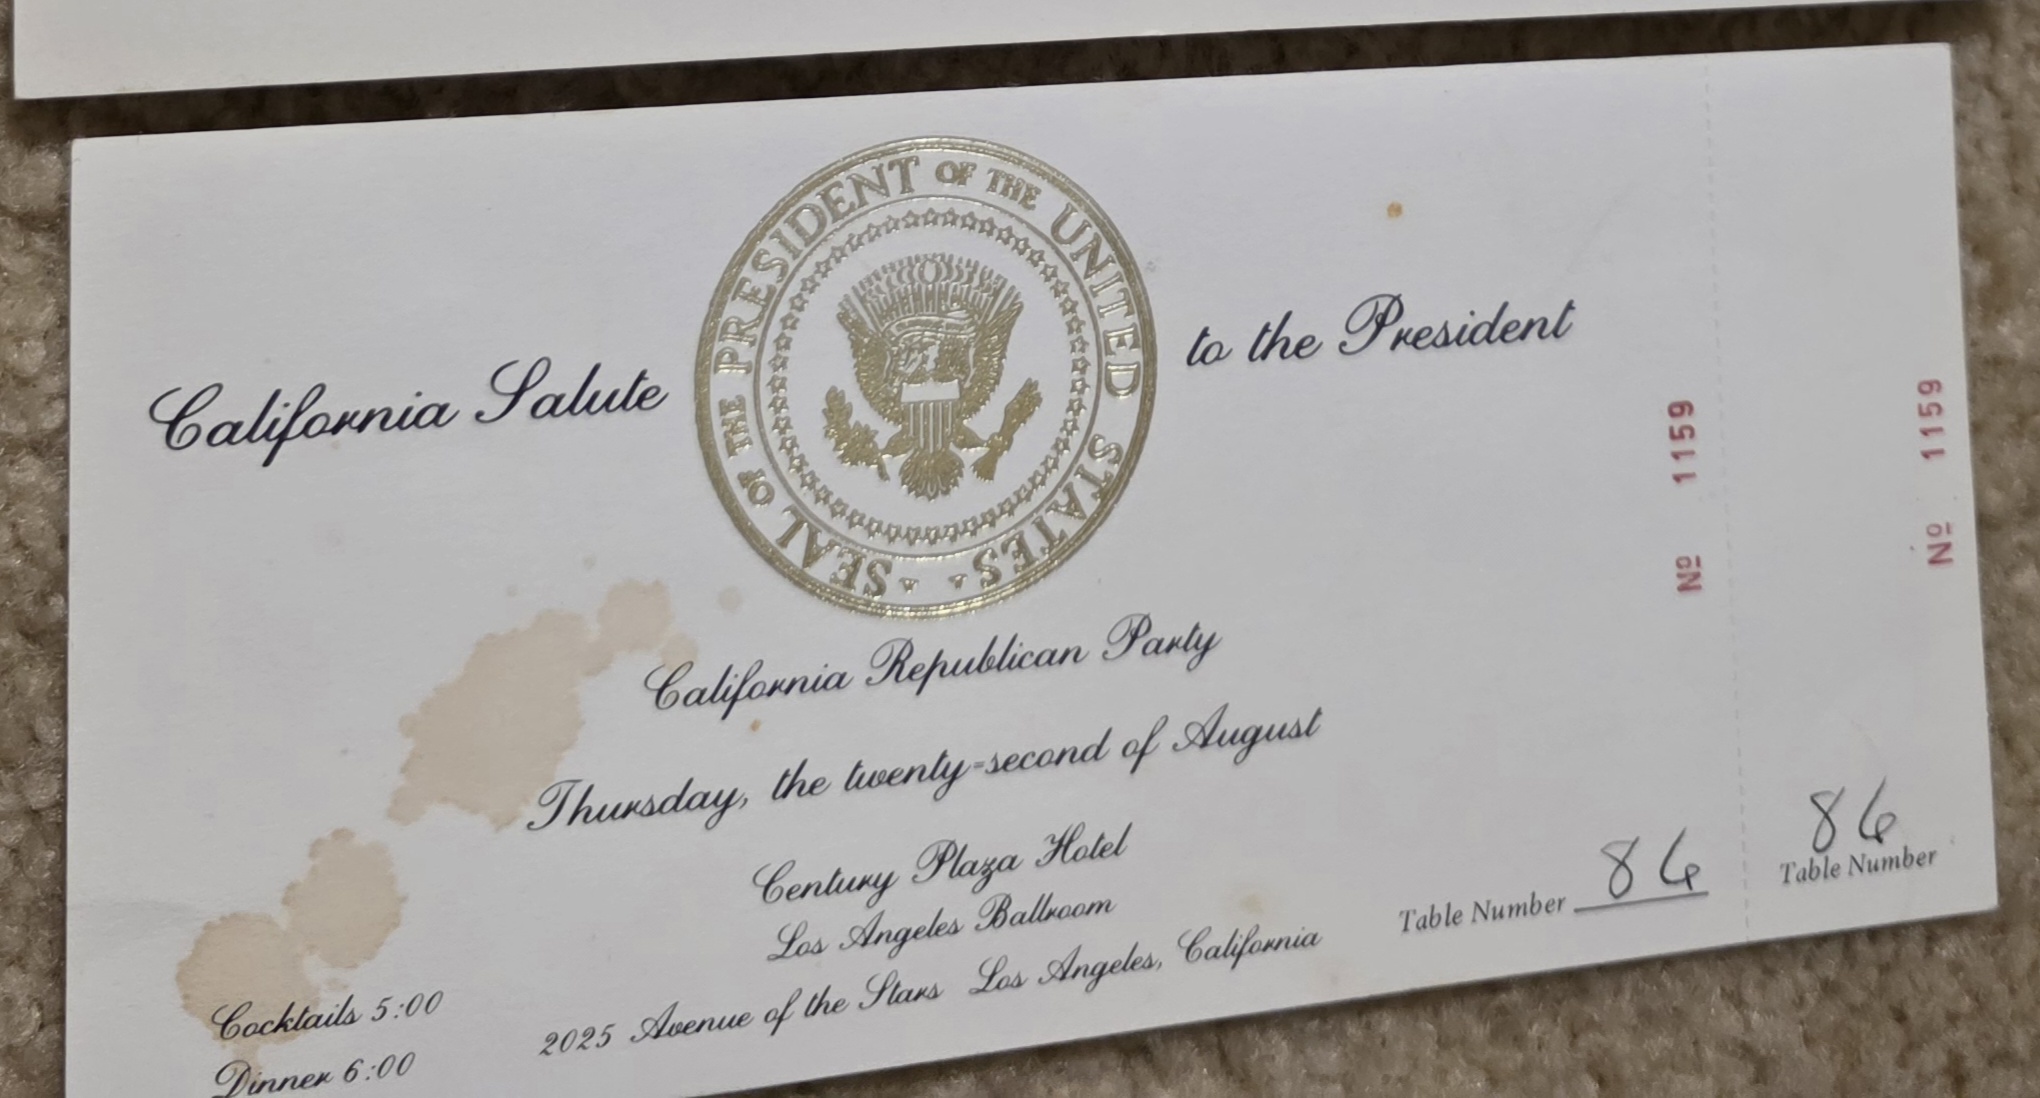 SEAL OF THE PRESIDENT OF THE UNITED STATES
California Salute to the President
Nº 1159
Nº 1159
California Republican Party
Thursday, the twenty-second of August
Century Plaza Hotel
Los Angeles Ballroom
2025 Avenue of the Stars Los Angeles, California
Cocktails 5:00
Dinner 6:00
Table Number 86
86
Table Number